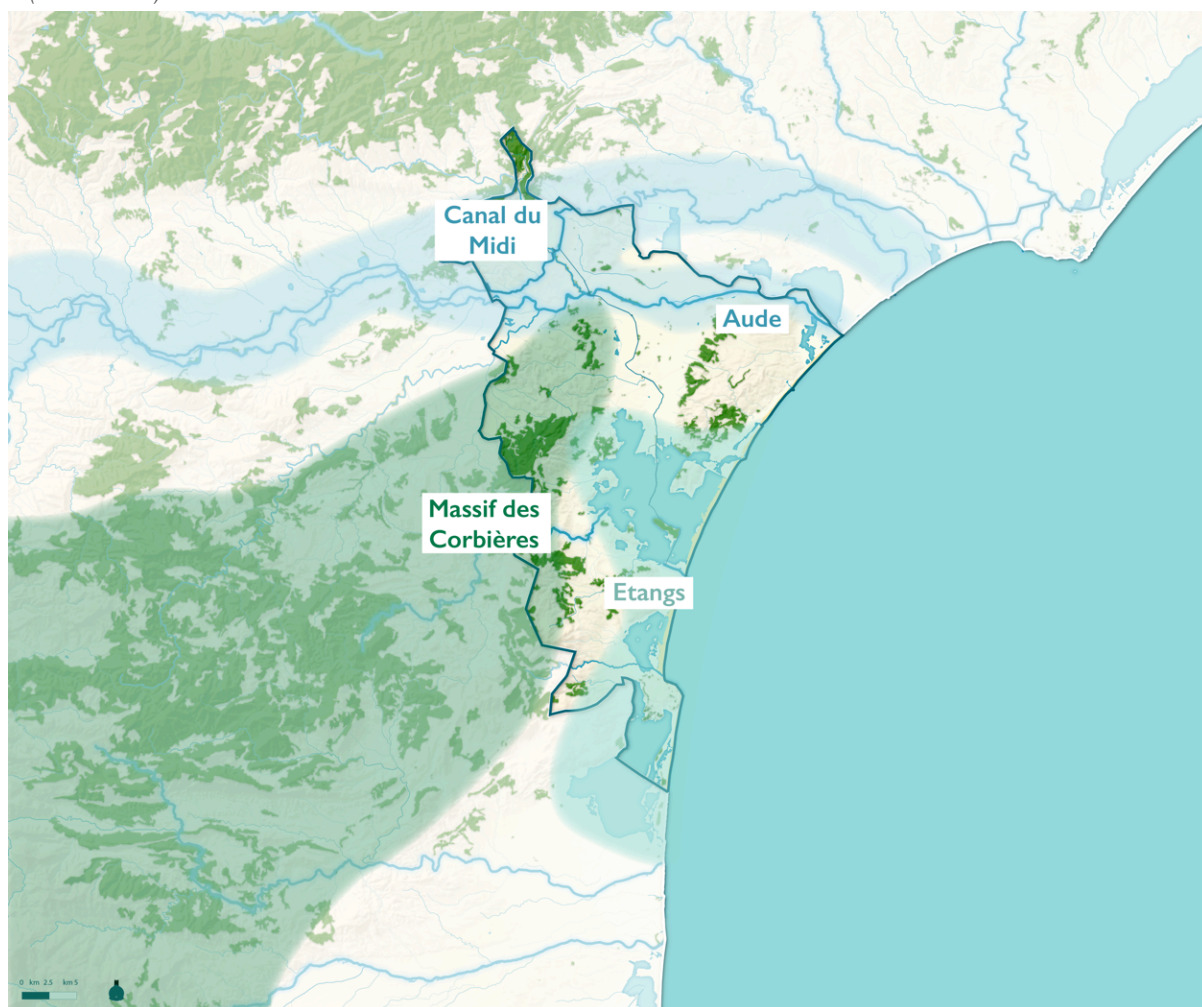 Canal du
Midi
Aude
Massif des
Corbières
Etangs
0 km 2.5 km 5